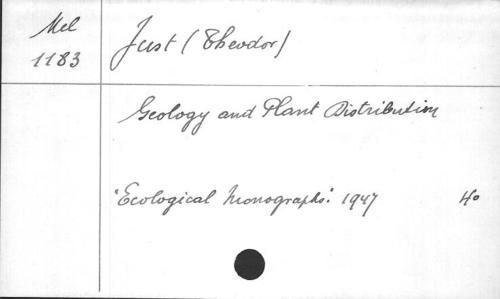 Mel
1183
Just (Theodor)
Geology and Plant Distribution
"Ecological Monographs". 1947 4o